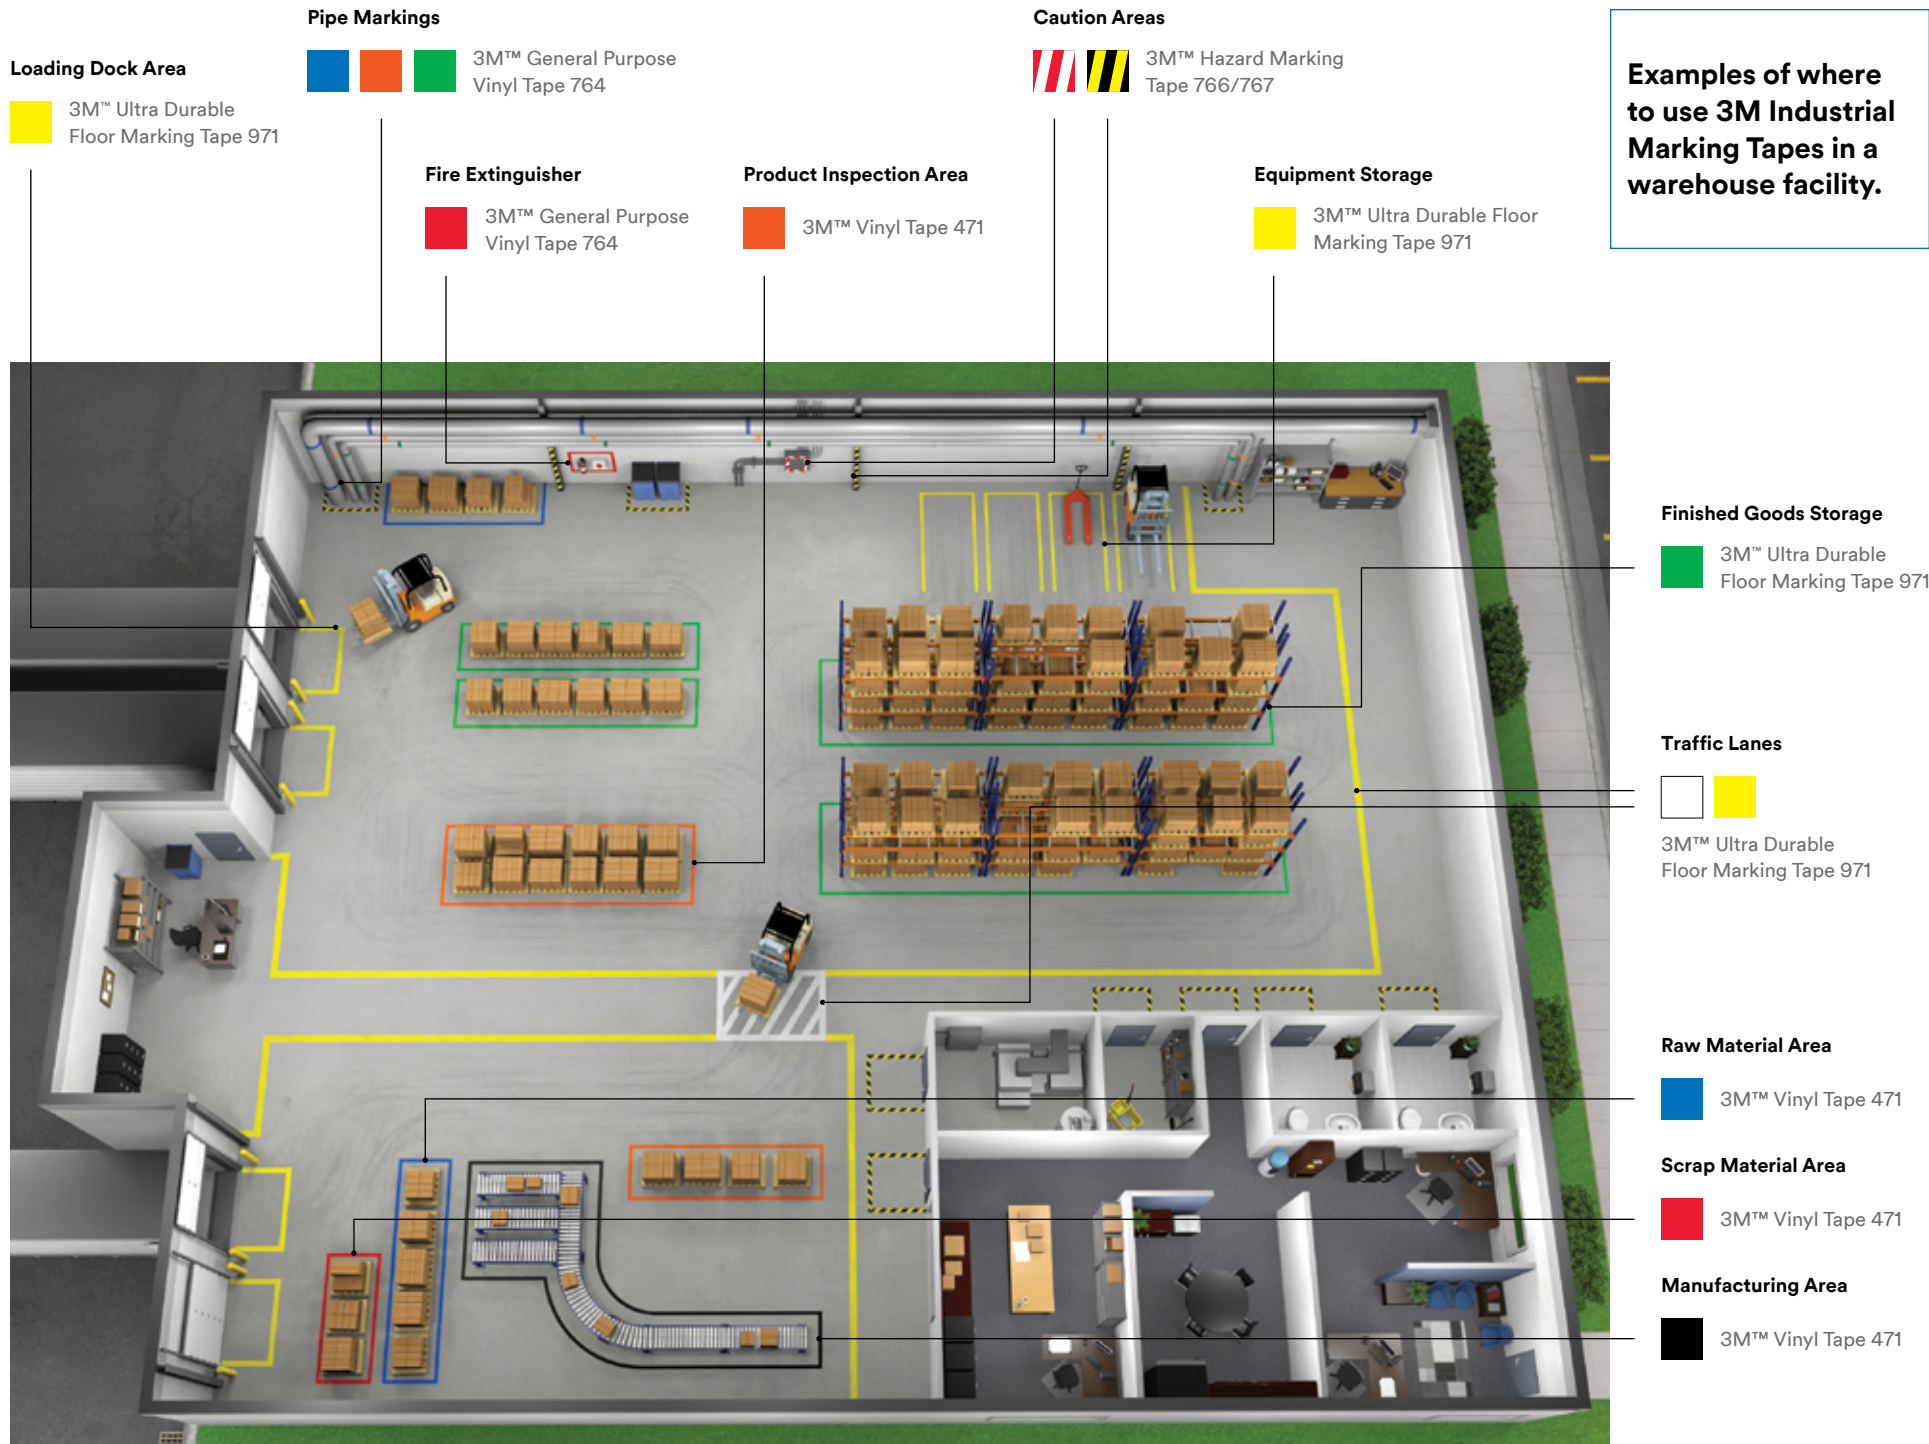 Pipe Markings
3M™ General Purpose
Vinyl Tape 764
Caution Areas
3M™ Hazard Marking
Tape 766/767
Examples of where
to use 3M Industrial
Marking Tapes in a
warehouse facility.
Loading Dock Area
3M™ Ultra Durable
Floor Marking Tape 971
Fire Extinguisher
3M™ General Purpose
Vinyl Tape 764
Product Inspection Area
3M™ Vinyl Tape 471
Equipment Storage
3M™ Ultra Durable Floor
Marking Tape 971
Finished Goods Storage
3M™ Ultra Durable
Floor Marking Tape 971
Traffic Lanes
3M™ Ultra Durable
Floor Marking Tape 971
Raw Material Area
3M™ Vinyl Tape 471
Scrap Material Area
3M™ Vinyl Tape 471
Manufacturing Area
3M™ Vinyl Tape 471